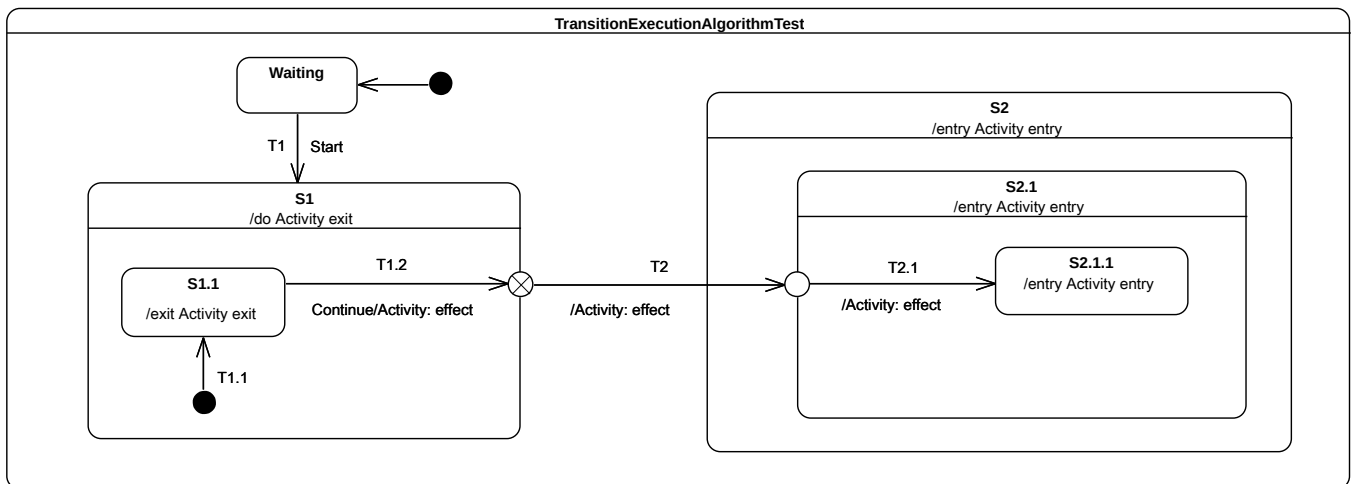 TransitionExecutionAlgorithmTest
Waiting
T1 Start
S1
/do Activity exit
S1.1
/exit Activity exit
T1.1
T1.2
Continue/Activity: effect
T2
/Activity: effect
S2
/entry Activity entry
S2.1
/entry Activity entry
T2.1
/Activity: effect
S2.1.1
/entry Activity entry